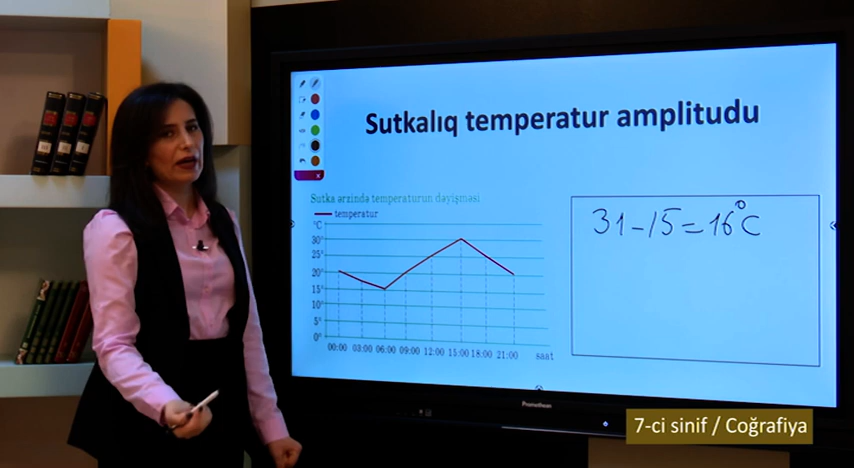 Sutkalıq temperatur amplitudu
Sutka ərzində temperaturun dəyişməsi
temperatur
°C
30°
25°
20°
15°
10°
5°
0°
00:00 03:00 06:00 09:00 12:00 15:00 18:00 21:00 saat
31-15=16°C
Promethean
7-ci sinif / Coğrafiya